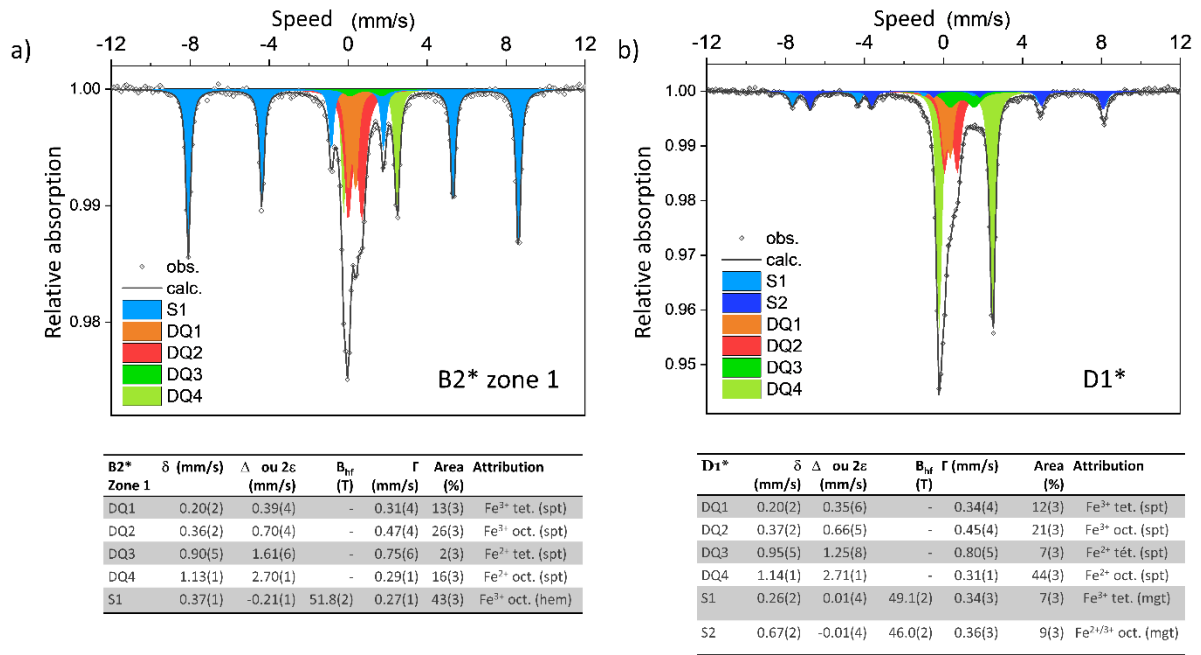 Speed (mm/s)
a)
-12 -8 -4 0 4 8 12
1.00
0.99
0.98
Relative absorption
obs.
calc.
S1
DQ1
DQ2
DQ3
DQ4
B2* zone 1
Speed (mm/s)
b)
-12 -8 -4 0 4 8 12
1.00
0.99
0.98
0.97
0.96
0.95
Relative absorption
obs.
calc.
S1
S2
DQ1
DQ2
DQ3
DQ4
D1*
B2* δ (mm/s) Δ ou 2ε B_hf Γ Area Attribution
Zone 1 (mm/s) (T) (mm/s) (%)
DQ1 0.20(2) 0.39(4) - 0.31(4) 13(3) Fe³⁺ tet. (spt)
DQ2 0.36(2) 0.70(4) - 0.47(4) 26(3) Fe³⁺ oct. (spt)
DQ3 0.90(5) 1.61(6) - 0.75(6) 2(3) Fe²⁺ tet. (spt)
DQ4 1.13(1) 2.70(1) - 0.29(1) 16(3) Fe²⁺ oct. (spt)
S1 0.37(1) -0.21(1) 51.8(2) 0.27(1) 43(3) Fe³⁺ oct. (hem)
D1* δ Δ ou 2ε B_hf Γ (mm/s) Area Attribution
(mm/s) (mm/s) (T) (%)
DQ1 0.20(2) 0.35(6) - 0.34(4) 12(3) Fe³⁺ tet. (spt)
DQ2 0.37(2) 0.66(5) - 0.45(4) 21(3) Fe³⁺ oct. (spt)
DQ3 0.95(5) 1.25(8) - 0.80(5) 7(3) Fe²⁺ tét. (spt)
DQ4 1.14(1) 2.71(1) - 0.31(1) 44(3) Fe²⁺ oct. (spt)
S1 0.26(2) 0.01(4) 49.1(2) 0.34(3) 7(3) Fe³⁺ tet. (mgt)
S2 0.67(2) -0.01(4) 46.0(2) 0.36(3) 9(3) Fe²⁺/³⁺ oct. (mgt)